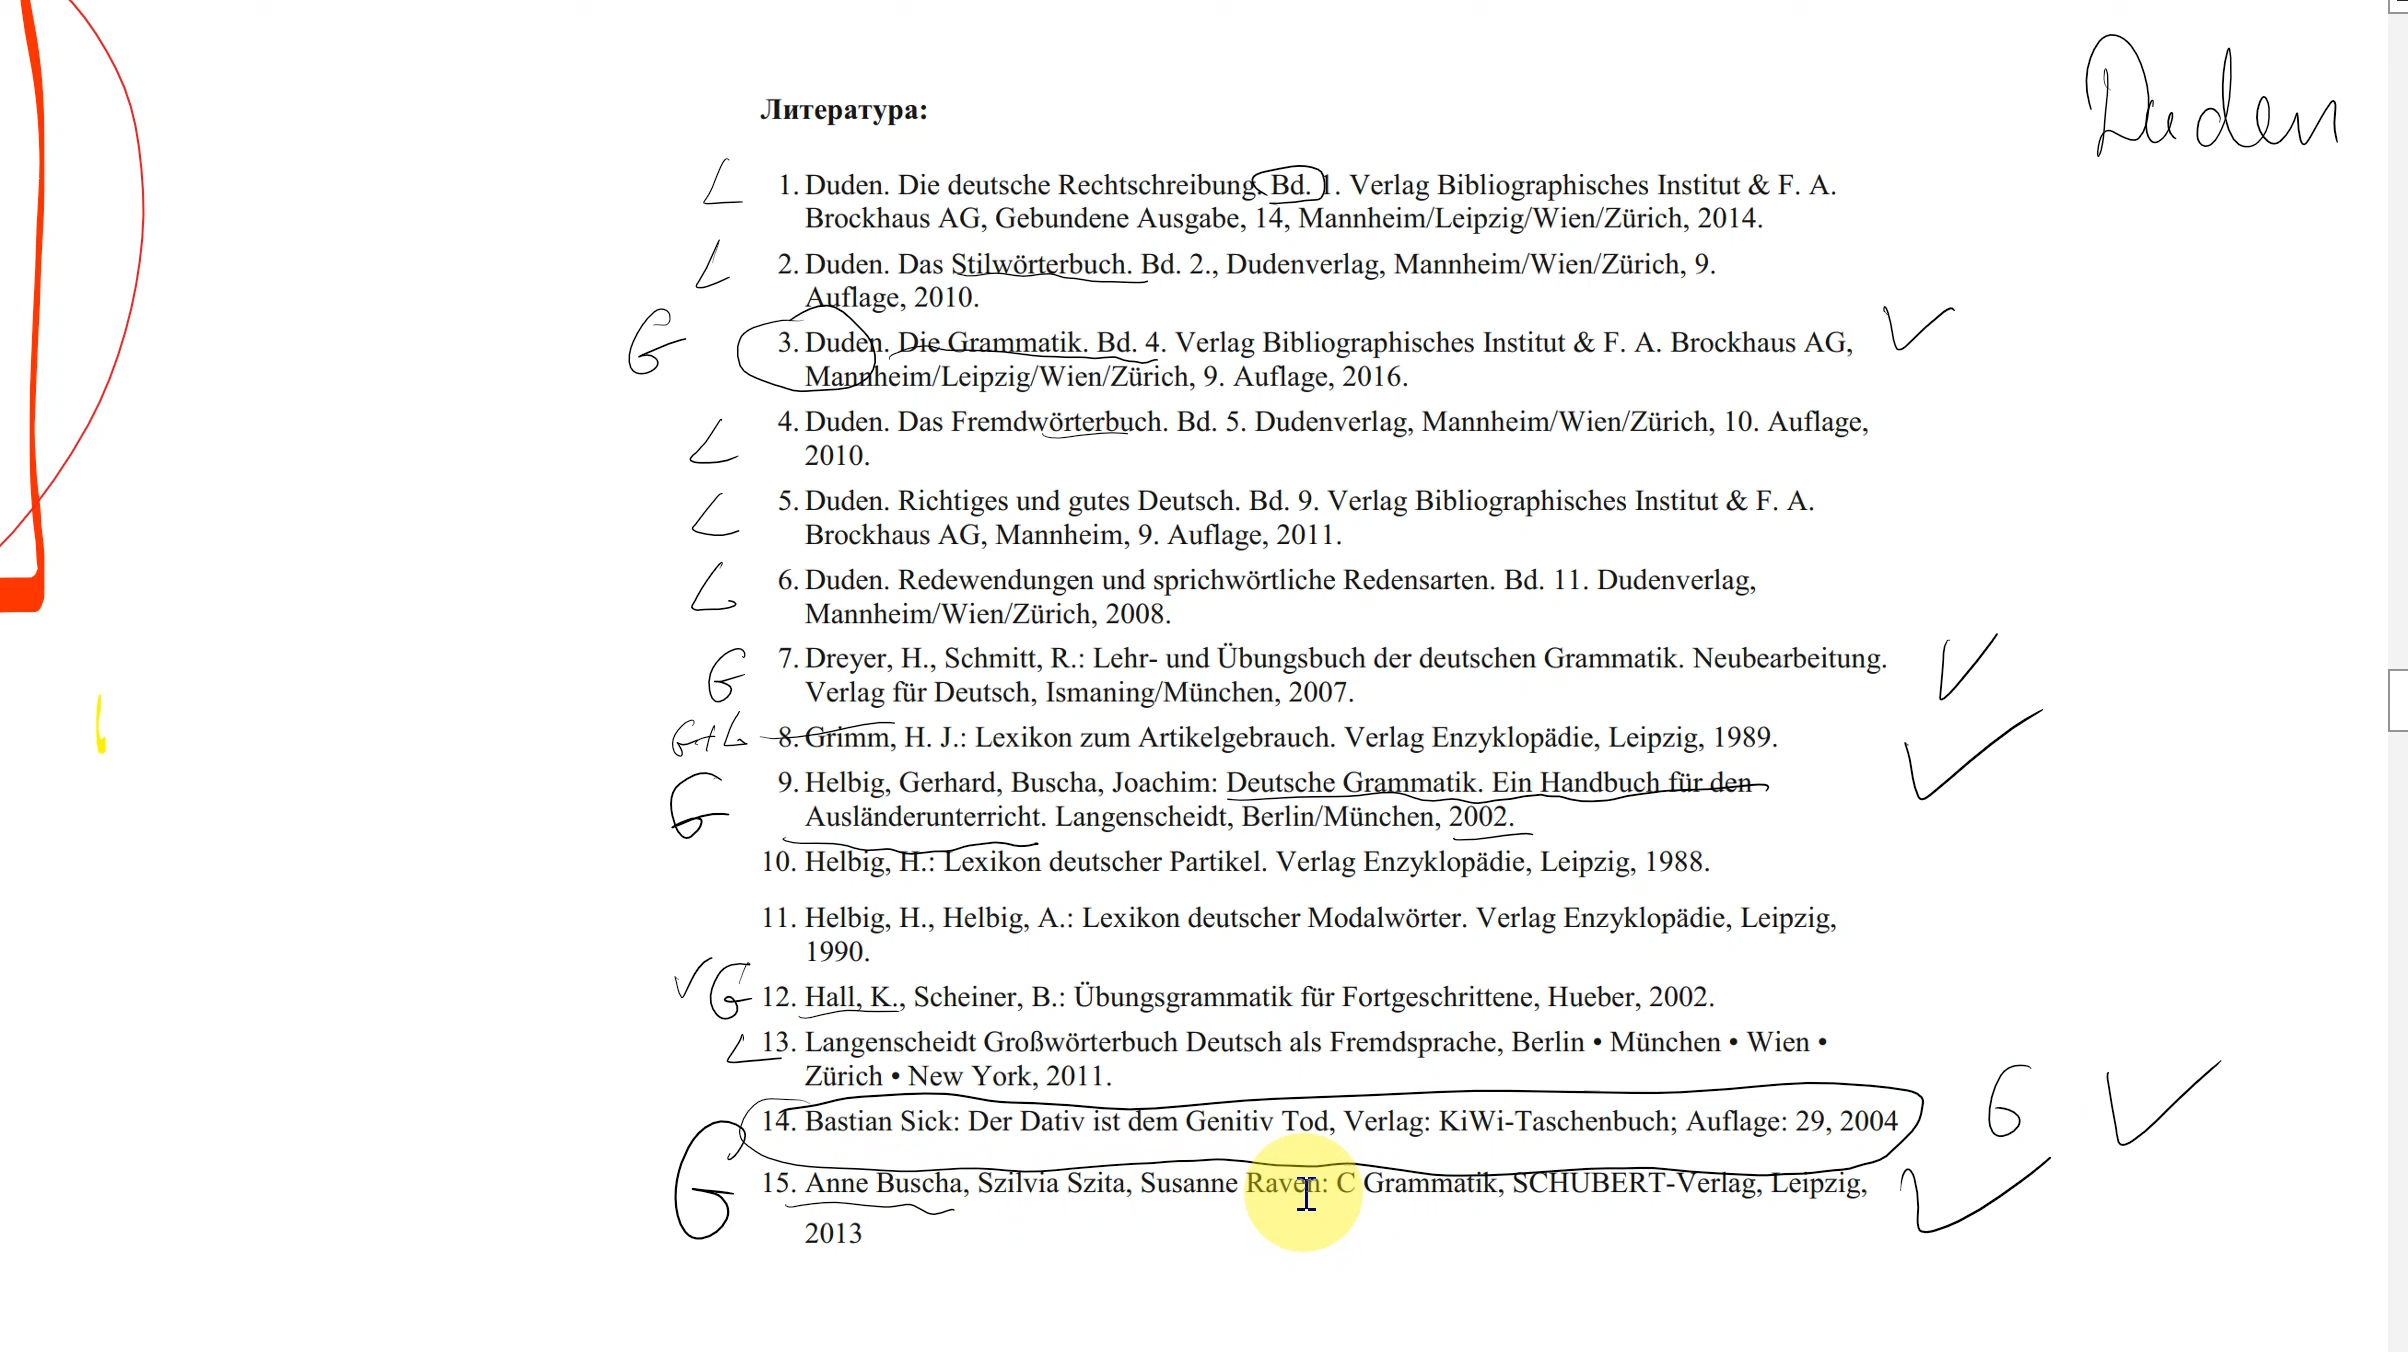 Duden
Литература:
L 1. Duden. Die deutsche Rechtschreibung. Bd. 1. Verlag Bibliographisches Institut & F. A.
Brockhaus AG, Gebundene Ausgabe, 14, Mannheim/Leipzig/Wien/Zürich, 2014.
L 2. Duden. Das Stilwörterbuch. Bd. 2., Dudenverlag, Mannheim/Wien/Zürich, 9.
Auflage, 2010.
G 3. Duden. Die Grammatik. Bd. 4. Verlag Bibliographisches Institut & F. A. Brockhaus AG,
Mannheim/Leipzig/Wien/Zürich, 9. Auflage, 2016.
L 4. Duden. Das Fremdwörterbuch. Bd. 5. Dudenverlag, Mannheim/Wien/Zürich, 10. Auflage,
2010.
L 5. Duden. Richtiges und gutes Deutsch. Bd. 9. Verlag Bibliographisches Institut & F. A.
Brockhaus AG, Mannheim, 9. Auflage, 2011.
L 6. Duden. Redewendungen und sprichwörtliche Redensarten. Bd. 11. Dudenverlag,
Mannheim/Wien/Zürich, 2008.
G 7. Dreyer, H., Schmitt, R.: Lehr- und Übungsbuch der deutschen Grammatik. Neubearbeitung.
Verlag für Deutsch, Ismaning/München, 2007.
G+L 8. Grimm, H. J.: Lexikon zum Artikelgebrauch. Verlag Enzyklopädie, Leipzig, 1989.
G 9. Helbig, Gerhard, Buscha, Joachim: Deutsche Grammatik. Ein Handbuch für den
Ausländerunterricht. Langenscheidt, Berlin/München, 2002.
10. Helbig, H.: Lexikon deutscher Partikel. Verlag Enzyklopädie, Leipzig, 1988.
11. Helbig, H., Helbig, A.: Lexikon deutscher Modalwörter. Verlag Enzyklopädie, Leipzig,
1990.
G 12. Hall, K., Scheiner, B.: Übungsgrammatik für Fortgeschrittene, Hueber, 2002.
L 13. Langenscheidt Großwörterbuch Deutsch als Fremdsprache, Berlin • München • Wien •
Zürich • New York, 2011.
14. Bastian Sick: Der Dativ ist dem Genitiv Tod, Verlag: KiWi-Taschenbuch; Auflage: 29, 2004 G
G 15. Anne Buscha, Szilvia Szita, Susanne Raven: C Grammatik, SCHUBERT-Verlag, Leipzig,
2013